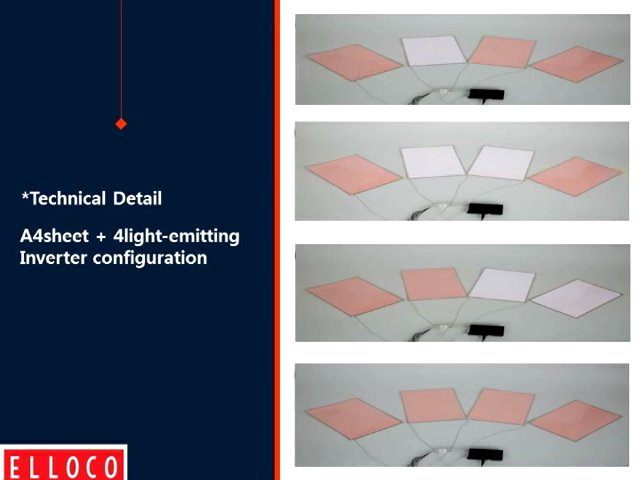 *Technical Detail
A4sheet + 4light-emitting
Inverter configuration
ELLOCO